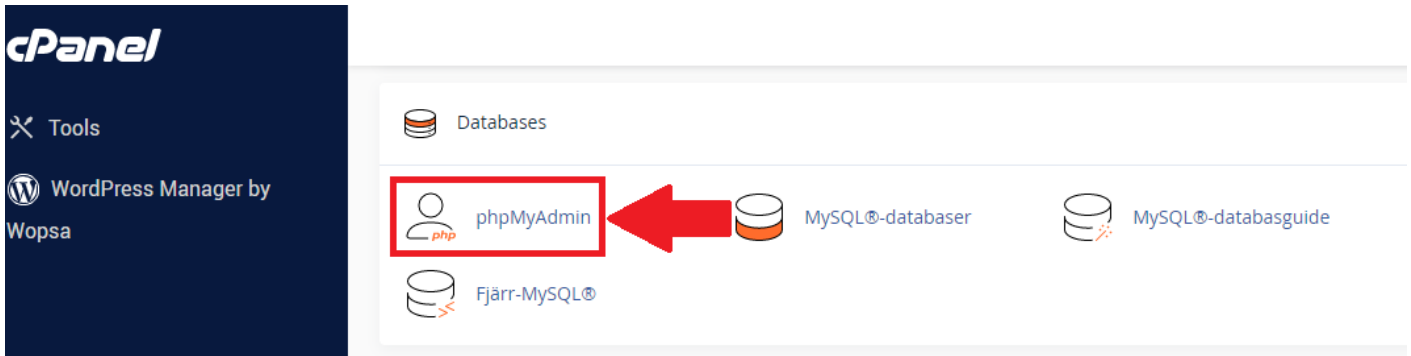 cPanel
Tools
WordPress Manager by
Wopsa
Databases
php
phpMyAdmin
MySQL®-databaser
MySQL®-databasguide
Fjärr-MySQL®